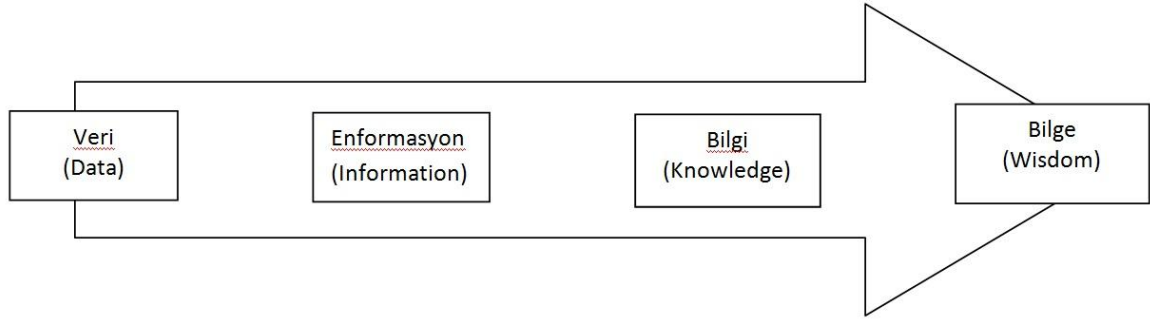 Veri
(Data)
Enformasyon
(Information)
Bilgi
(Knowledge)
Bilge
(Wisdom)